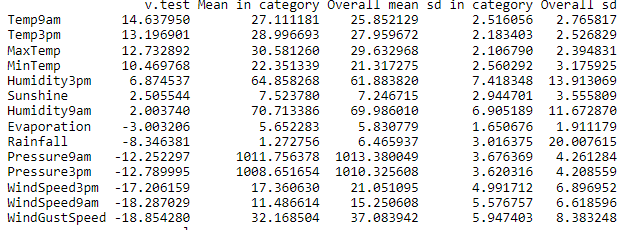 v.test Mean in category Overall mean sd in category Overall sd
Temp9am 14.637950 27.111181 25.852129 2.516056 2.765817
Temp3pm 13.196901 28.996693 27.959672 2.183403 2.526829
MaxTemp 12.732892 30.581260 29.632968 2.106790 2.394831
MinTemp 10.469768 22.351339 21.317275 2.560292 3.175925
Humidity3pm 6.874537 64.858268 61.883820 7.418348 13.913069
Sunshine 2.505544 7.523780 7.246715 2.944701 3.555809
Humidity9am 2.003740 70.713386 69.986010 6.905189 11.672870
Evaporation -3.003206 5.652283 5.830779 1.650676 1.911179
Rainfall -8.346381 1.272756 6.465937 3.016375 20.007615
Pressure9am -12.252297 1011.756378 1013.380049 3.676369 4.261284
Pressure3pm -12.789995 1008.651654 1010.325608 3.620316 4.208559
WindSpeed3pm -17.206159 17.360630 21.051095 4.991712 6.896952
WindSpeed9am -18.287029 11.486614 15.250608 5.576757 6.618596
WindGustSpeed -18.854280 32.168504 37.083942 5.947403 8.383248